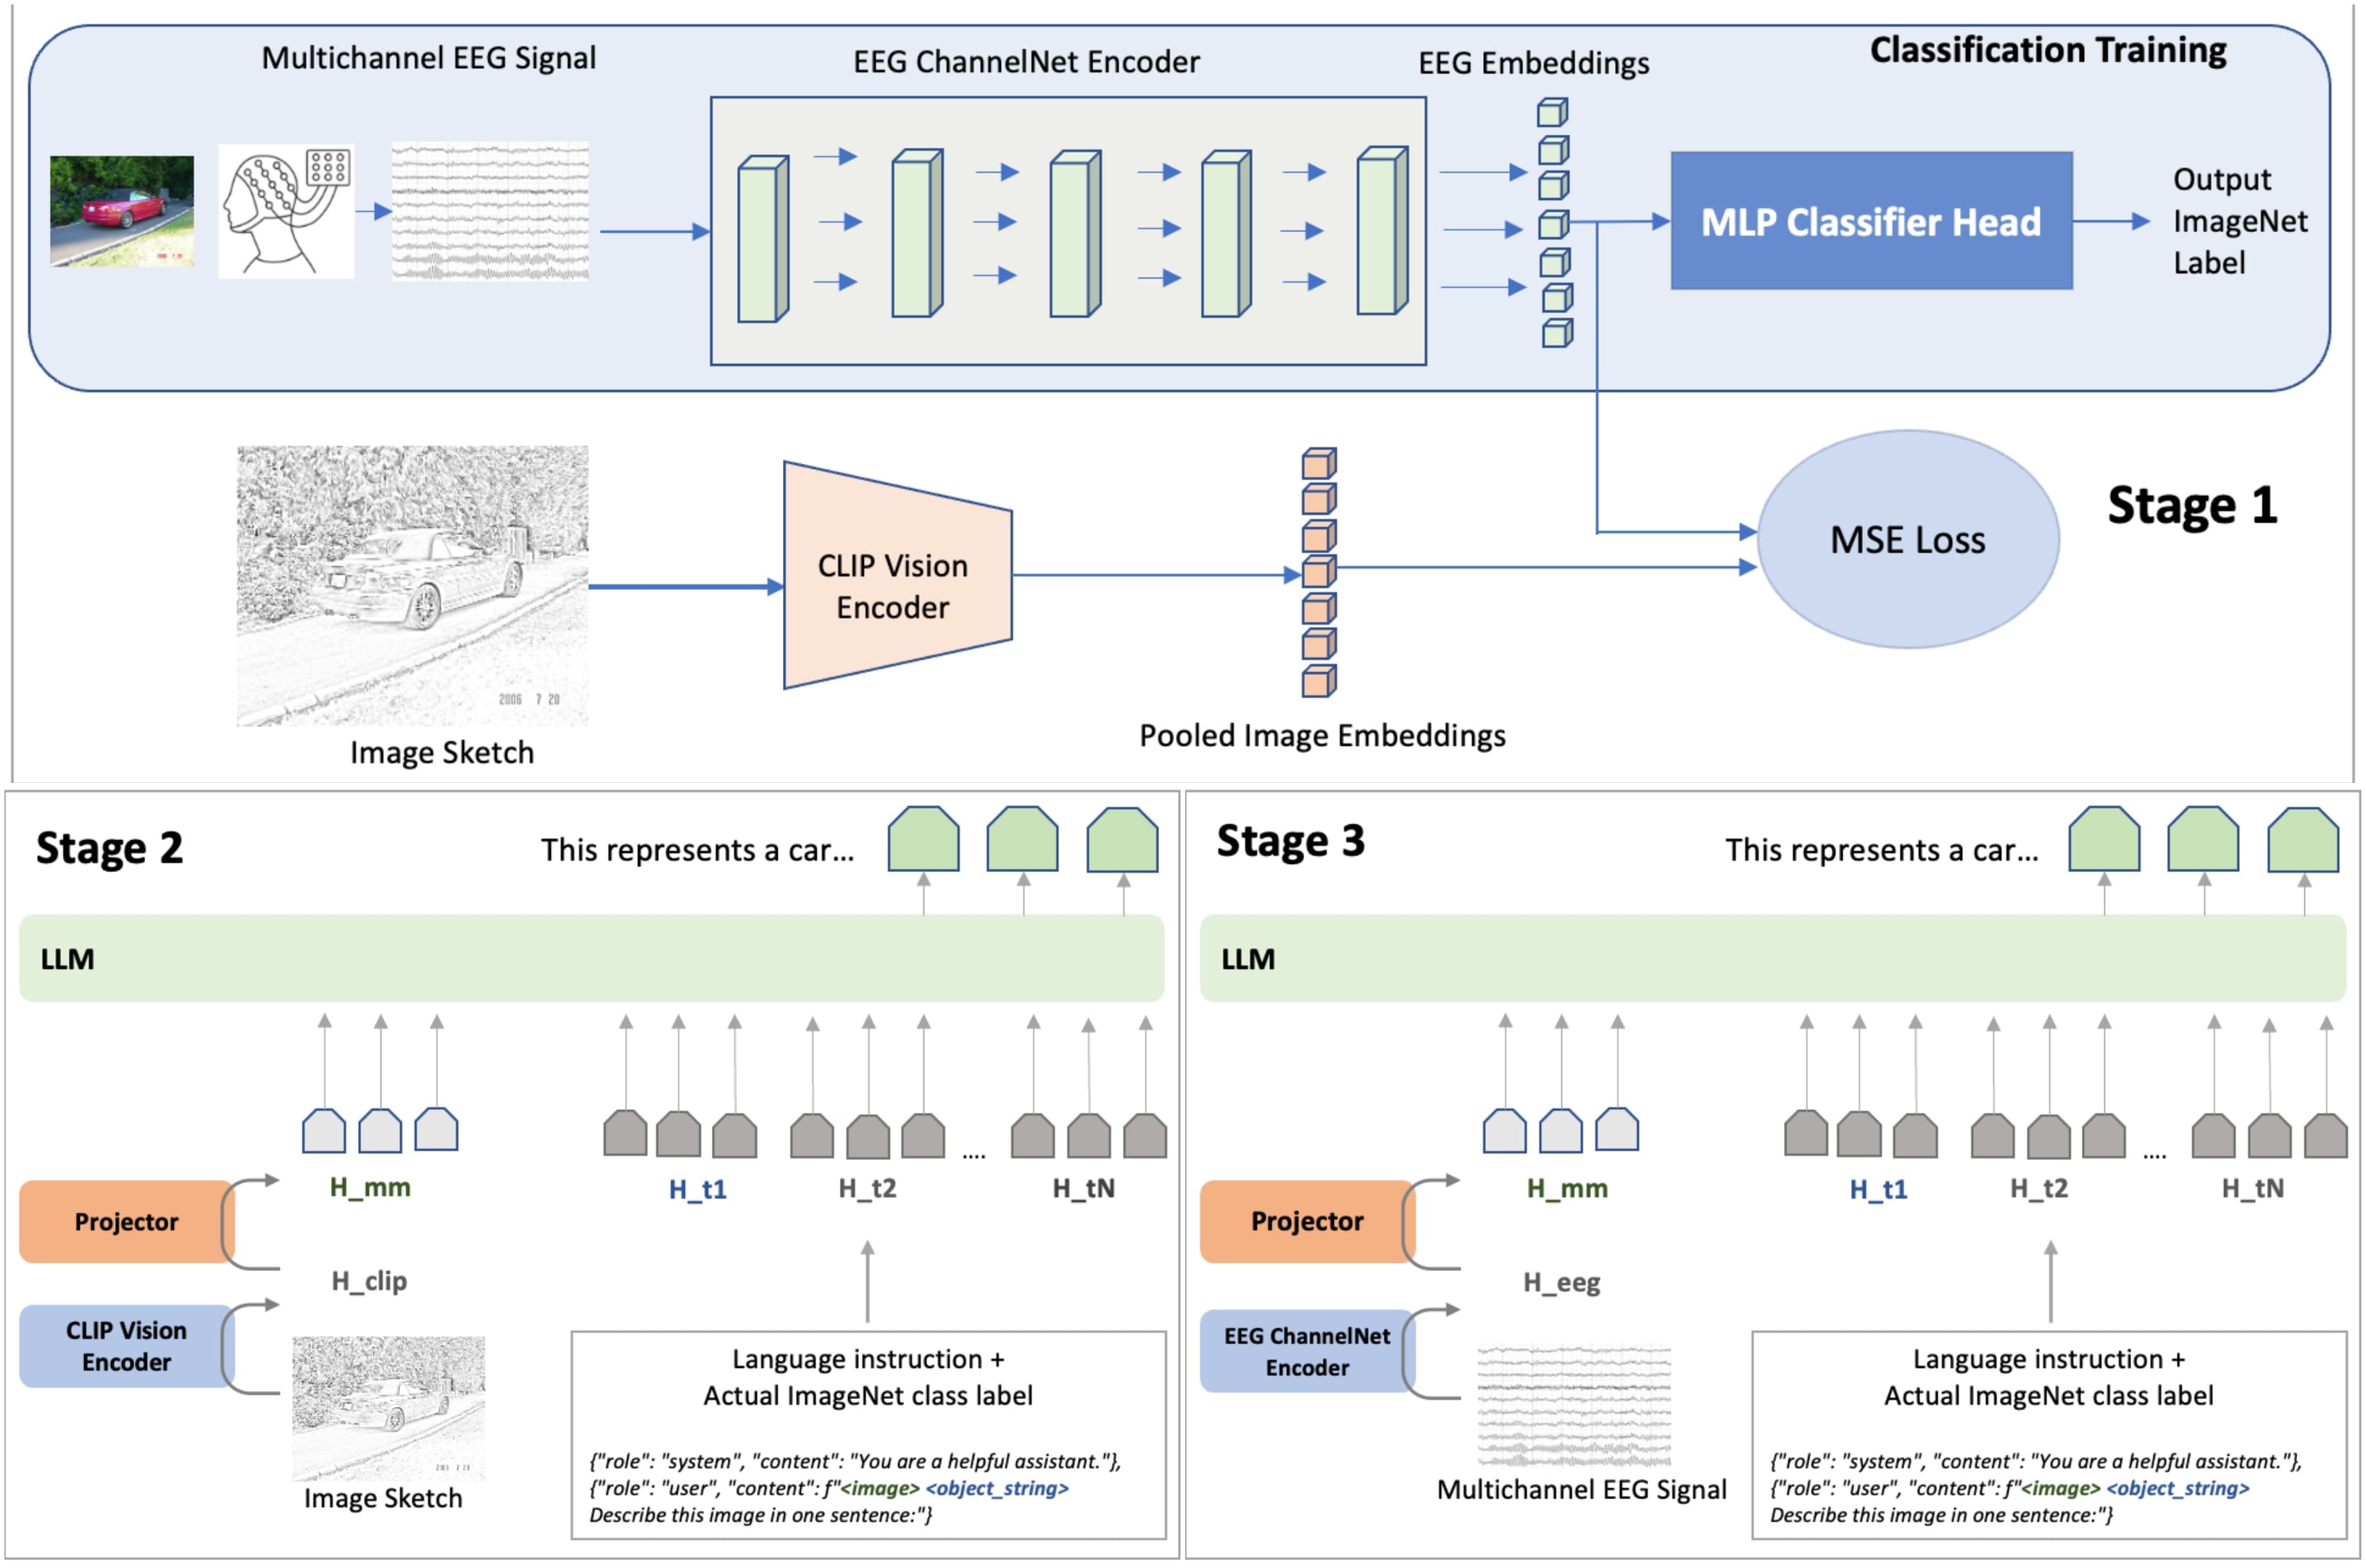 Multichannel EEG Signal
EEG ChannelNet Encoder
EEG Embeddings
Classification Training
MLP Classifier Head
Output
ImageNet
Label
CLIP Vision
Encoder
MSE Loss
Stage 1
2006 7 20
Image Sketch
Pooled Image Embeddings
Stage 2
This represents a car...
LLM
H_mm
H_t1
H_t2
....
H_tN
Projector
H_clip
CLIP Vision
Encoder
Image Sketch
Language instruction +
Actual ImageNet class label
{"role": "system", "content": "You are a helpful assistant."},
{"role": "user", "content": f"<image> <object_string>
Describe this image in one sentence:"}
Stage 3
This represents a car...
LLM
H_mm
H_t1
H_t2
....
H_tN
Projector
H_eeg
EEG ChannelNet
Encoder
Multichannel EEG Signal
Language instruction +
Actual ImageNet class label
{"role": "system", "content": "You are a helpful assistant."},
{"role": "user", "content": f"<image> <object_string>
Describe this image in one sentence:"}